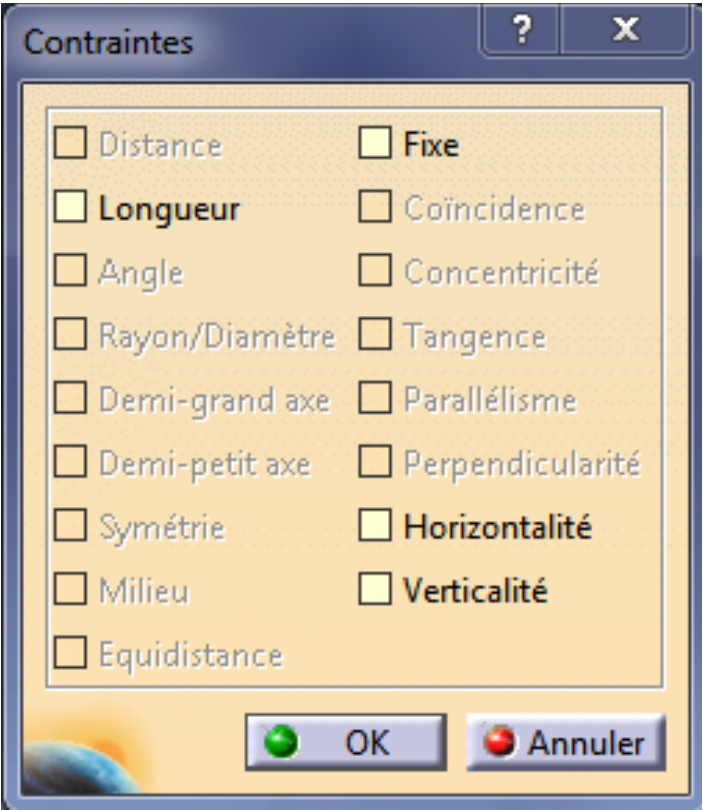 Contraintes
Distance Fixe
Longueur Coïncidence
Angle Concentricité
Rayon/Diamètre Tangence
Demi-grand axe Parallélisme
Demi-petit axe Perpendicularité
Symétrie Horizontalité
Milieu Verticalité
Equidistance
OK Annuler